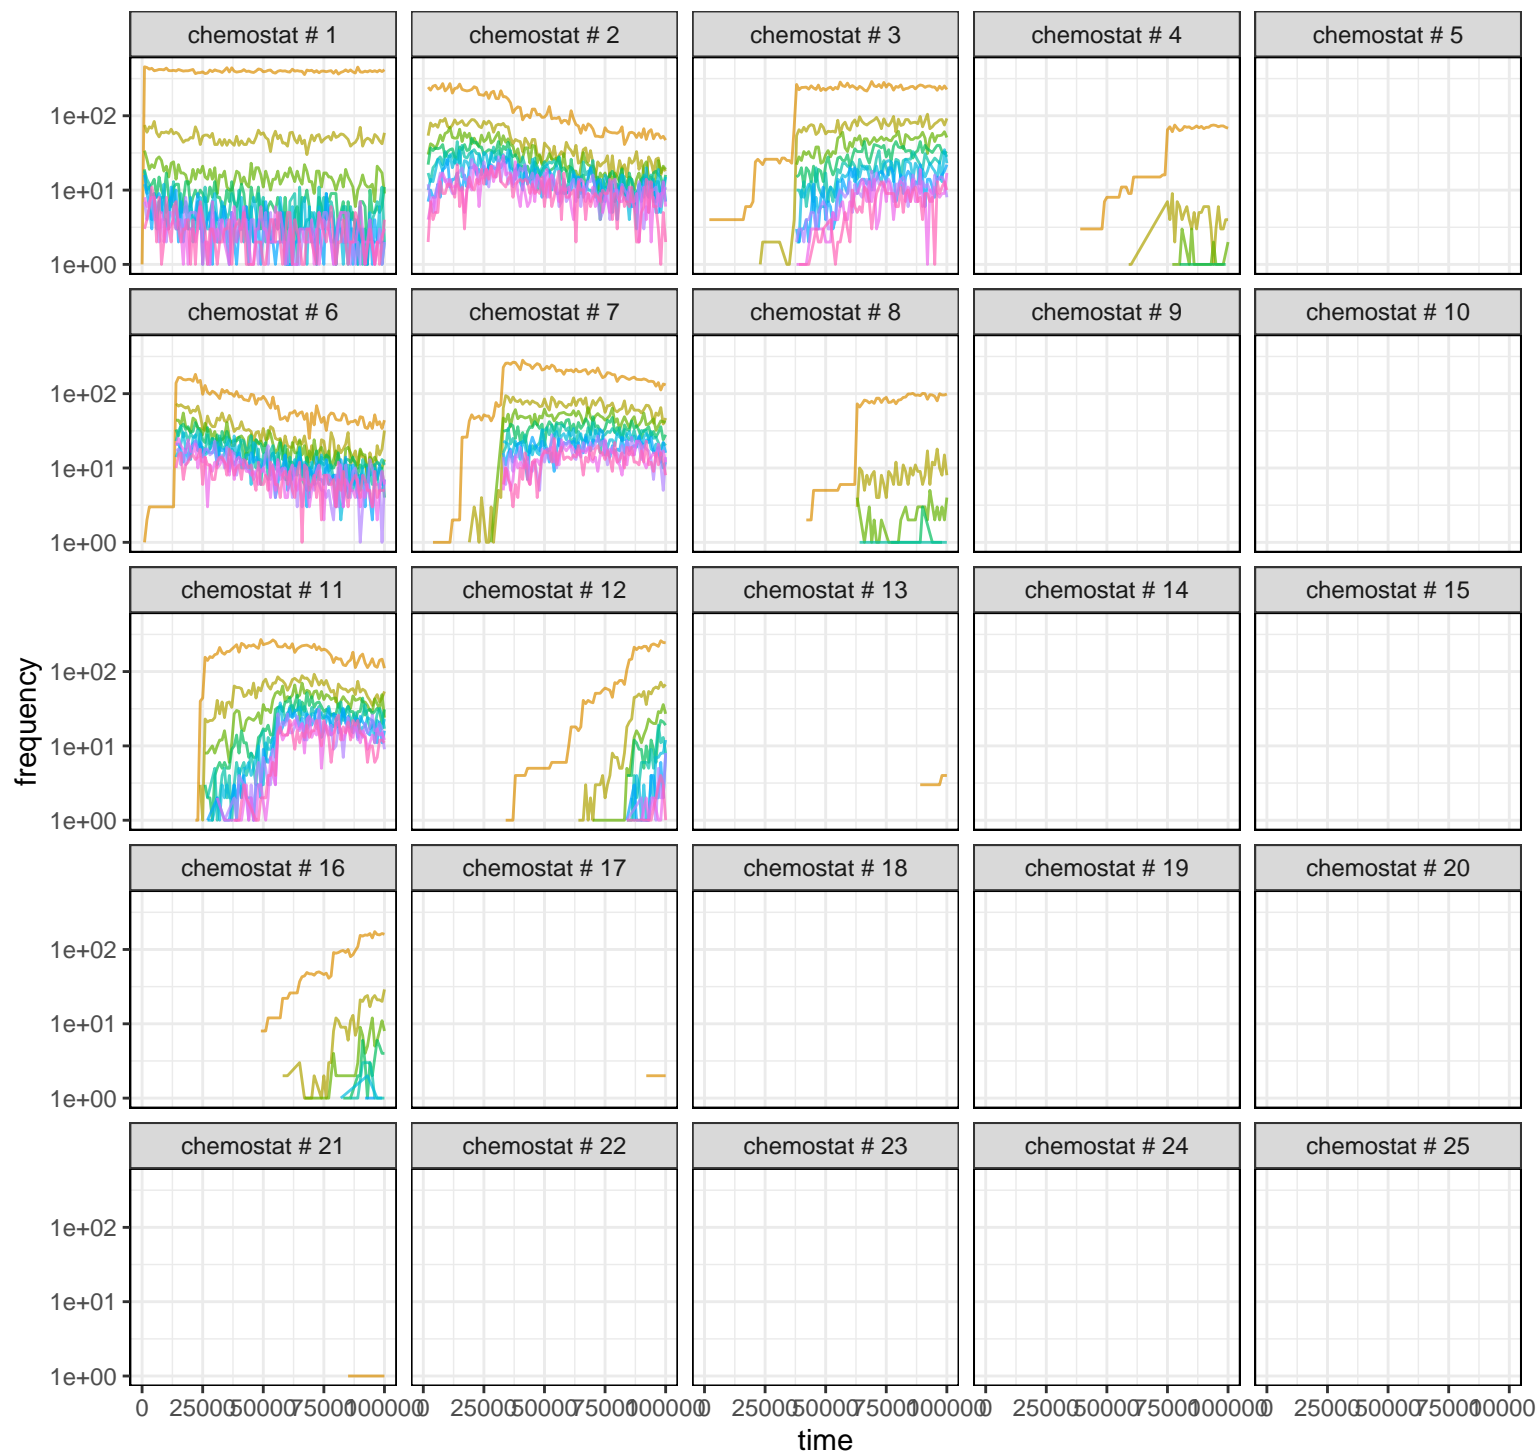 chemostat # 1 chemostat # 2 chemostat # 3 chemostat # 4 chemostat # 5
1e+02
1e+01
1e+00
chemostat # 6 chemostat # 7 chemostat # 8 chemostat # 9 chemostat # 10
1e+02
1e+01
1e+00
chemostat # 11 chemostat # 12 chemostat # 13 chemostat # 14 chemostat # 15
1e+02
1e+01
1e+00
frequency
chemostat # 16 chemostat # 17 chemostat # 18 chemostat # 19 chemostat # 20
1e+02
1e+01
1e+00
chemostat # 21 chemostat # 22 chemostat # 23 chemostat # 24 chemostat # 25
1e+02
1e+01
1e+00
0 25000 50000 75000 100000 0 25000 50000 75000 100000 0 25000 50000 75000 100000 0 25000 50000 75000 100000 0 25000 50000 75000 100000
time